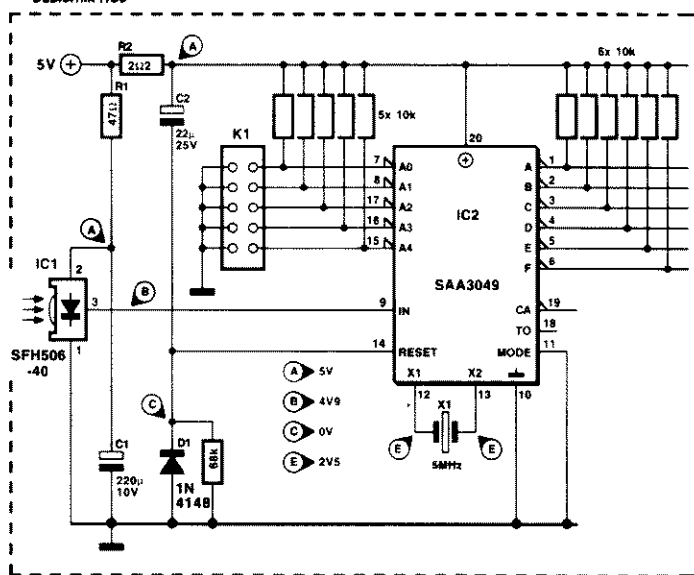 R2
A
5V
2Ω2
6x 10k
R1
47Ω
C2
5x 10k
22µ
25V
K1
20
7
A0
A
1
8
A1
B
2
17
A2
IC2
C
3
16
A3
D
4
15
A4
E
5
F
6
A
IC1
2
SAA3049
3
B
9
IN
CA
19
TO
18
SFH506
-40
1
14
RESET
MODE
11
A 5V
X1
X2
C
B 4V9
12
13
10
C 0V
X1
C1
D1
68k
E
E
E 2V5
5MHz
220µ
10V
1N
4148